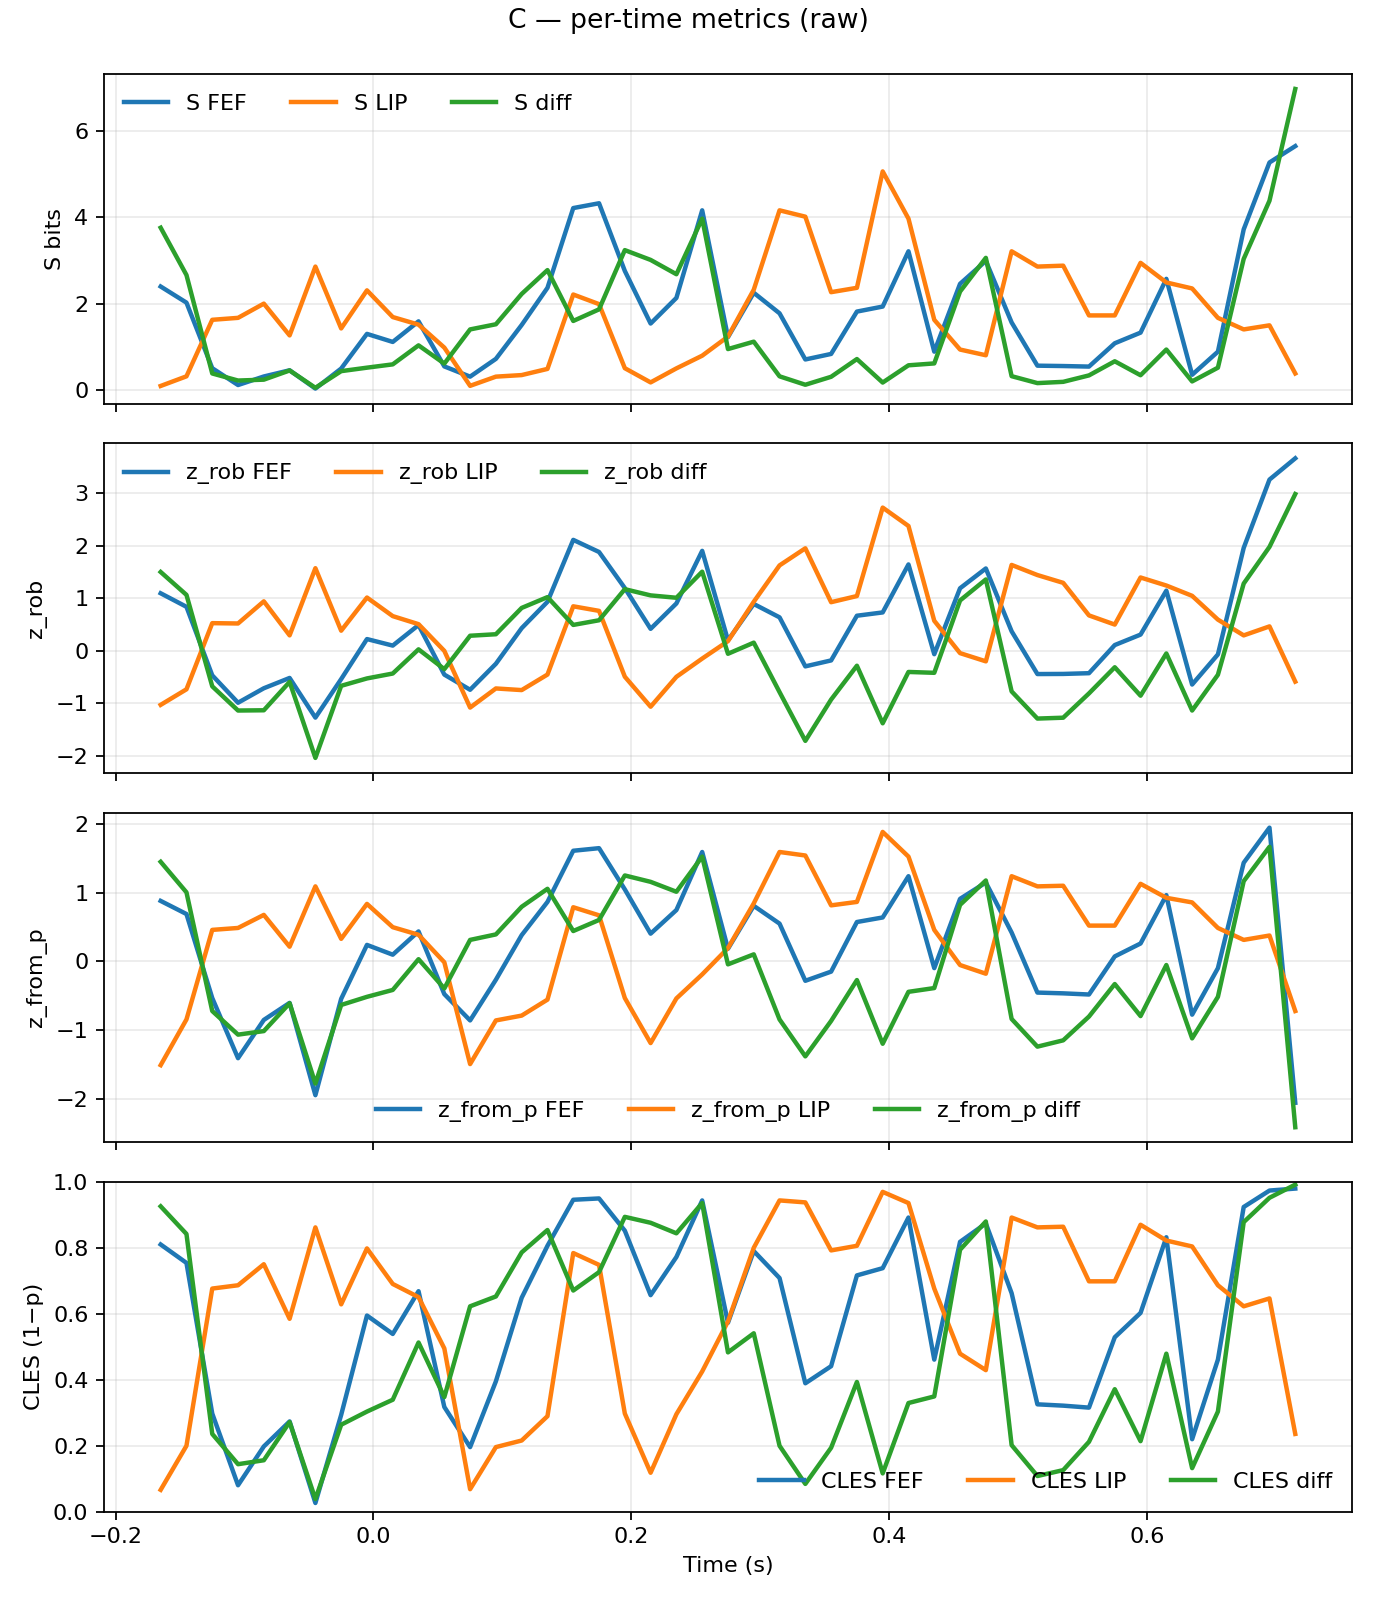 C — per-time metrics (raw)
S FEF S LIP S diff
6
4
2
0
S bits
z_rob FEF z_rob LIP z_rob diff
3
2
1
0
−1
−2
z_rob
2
1
0
−1
−2
z_from_p
z_from_p FEF z_from_p LIP z_from_p diff
1.0
0.8
0.6
0.4
0.2
0.0
CLES (1−p)
CLES FEF CLES LIP CLES diff
−0.2 0.0 0.2 0.4 0.6
Time (s)